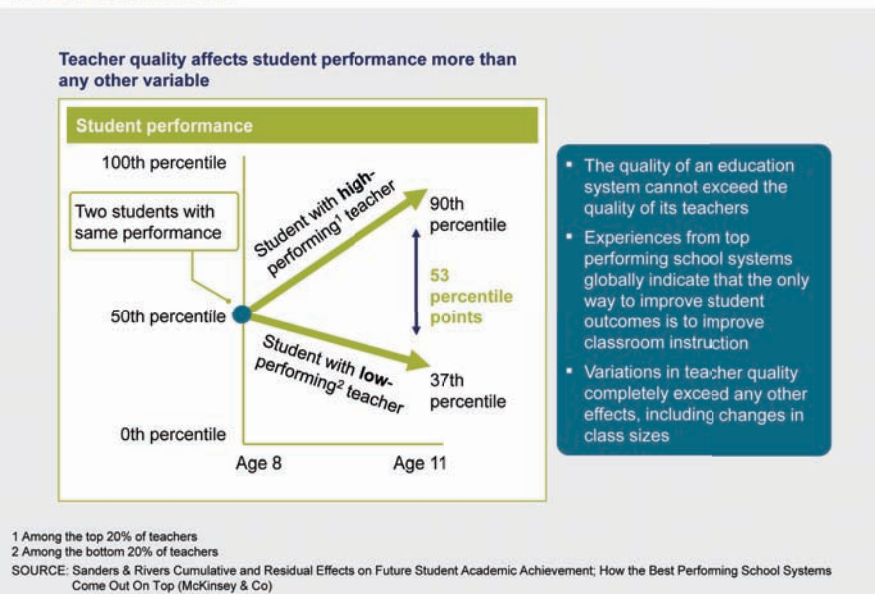 Teacher quality affects student performance more than
any other variable
Student performance
100th percentile
Two students with
same performance
50th percentile
0th percentile
Student with high-
performing¹ teacher
Student with low-
performing² teacher
90th
percentile
53
percentile
points
37th
percentile
Age 8
Age 11
▪ The quality of an education
system cannot exceed the
quality of its teachers
▪ Experiences from top
performing school systems
globally indicate that the only
way to improve student
outcomes is to improve
classroom instruction
▪ Variations in teacher quality
completely exceed any other
effects, including changes in
class sizes
1 Among the top 20% of teachers
2 Among the bottom 20% of teachers
SOURCE: Sanders & Rivers Cumulative and Residual Effects on Future Student Academic Achievement; How the Best Performing School Systems
Come Out On Top (McKinsey & Co)